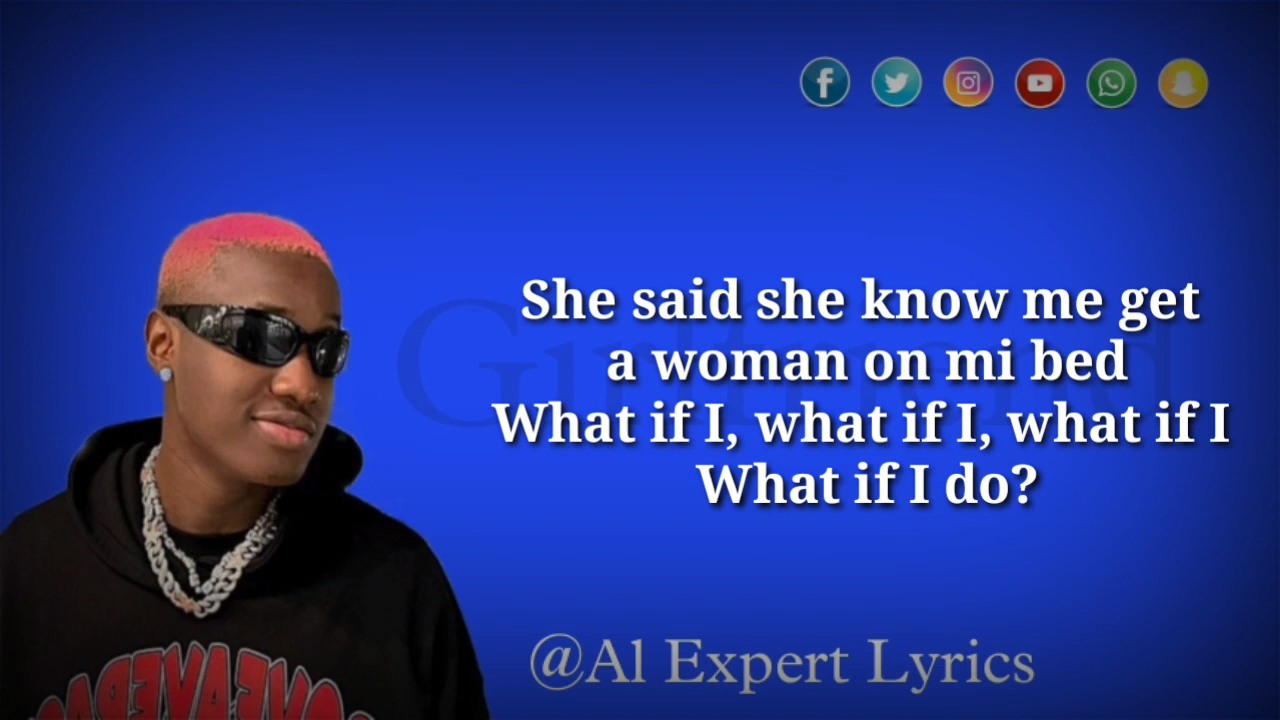 She said she know me get
a woman on mi bed
What if I, what if I, what if I
What if I do?
Girlfriend
@Al Expert Lyrics